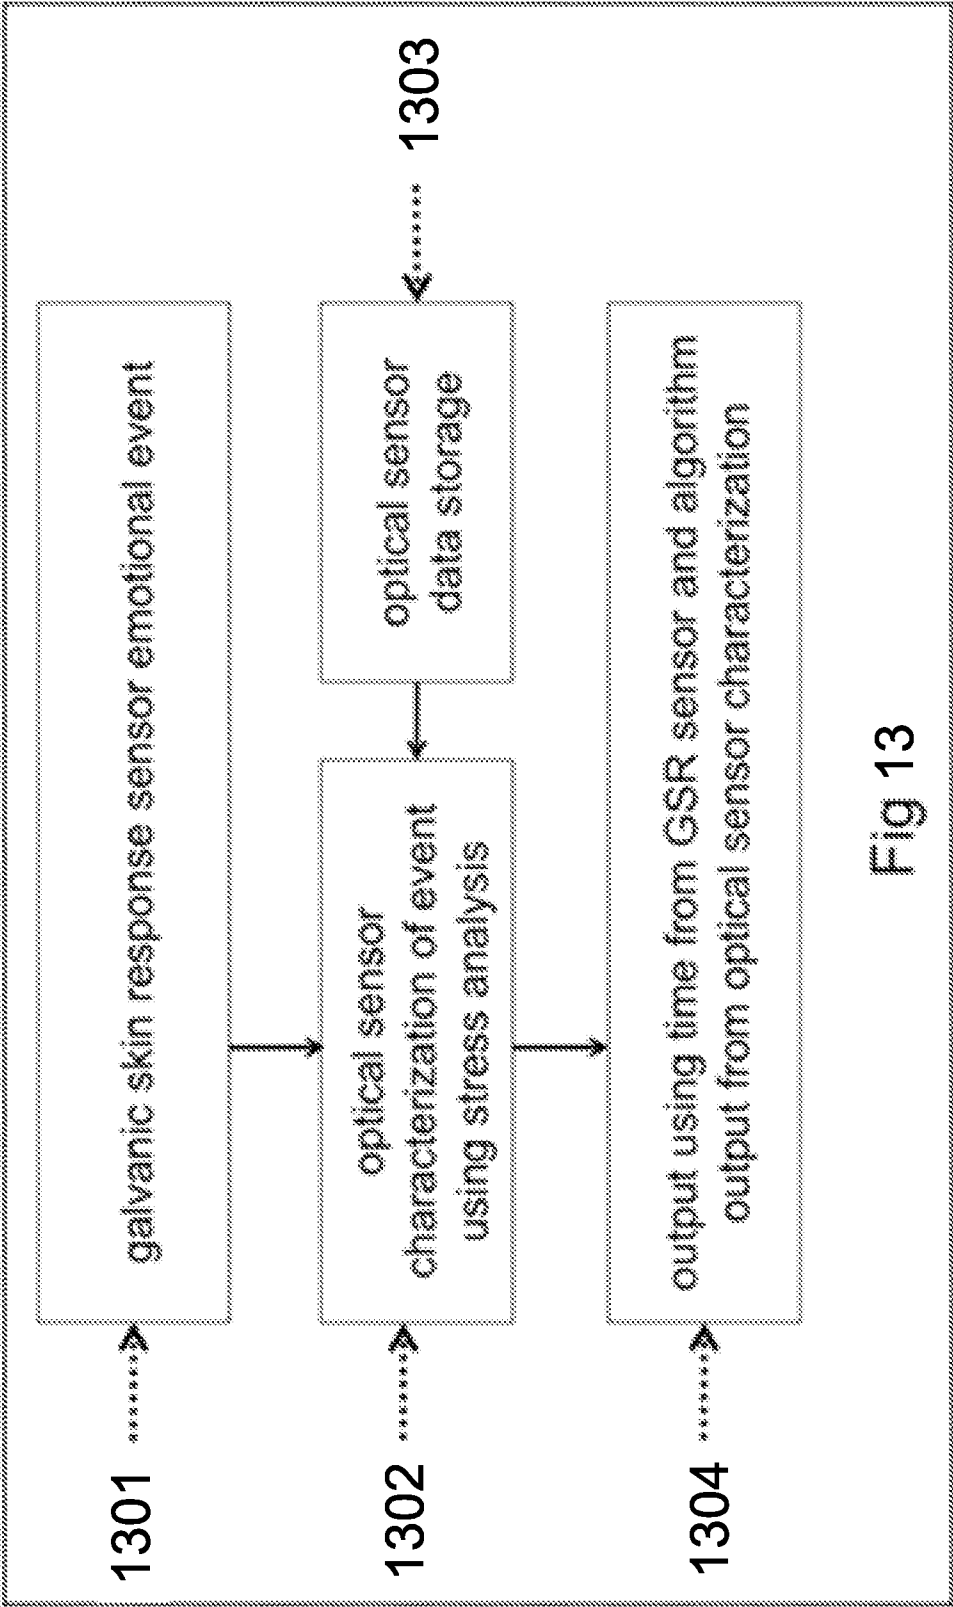 1301
galvanic skin response sensor emotional event
1302
optical sensor
characterization of event
using stress analysis
optical sensor
data storage
1303
1304
output using time from GSR sensor and algorithm
output from optical sensor characterization
Fig 13